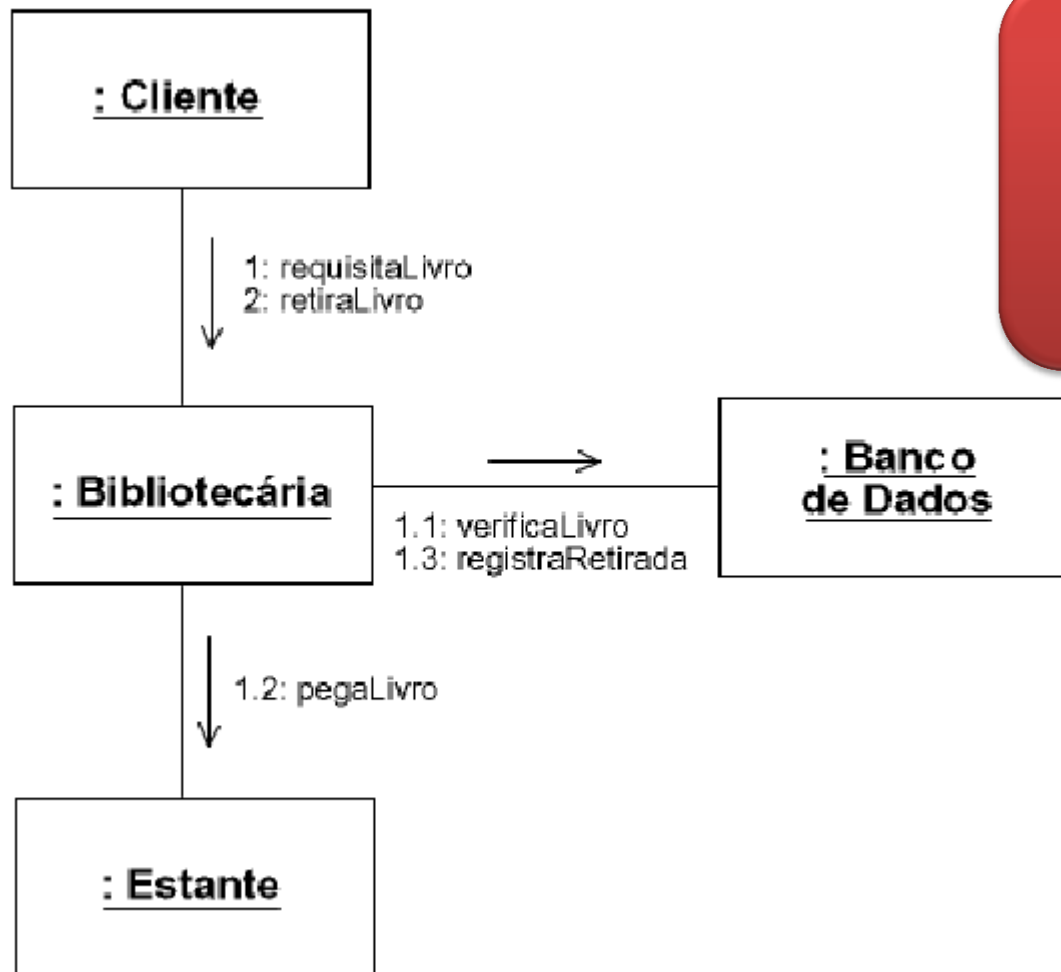 : Cliente
1: requisitaLivro
2: retiraLivro
: Bibliotecária
1.1: verificaLivro
1.3: registraRetirada
: Banco
de Dados
1.2: pegaLivro
: Estante